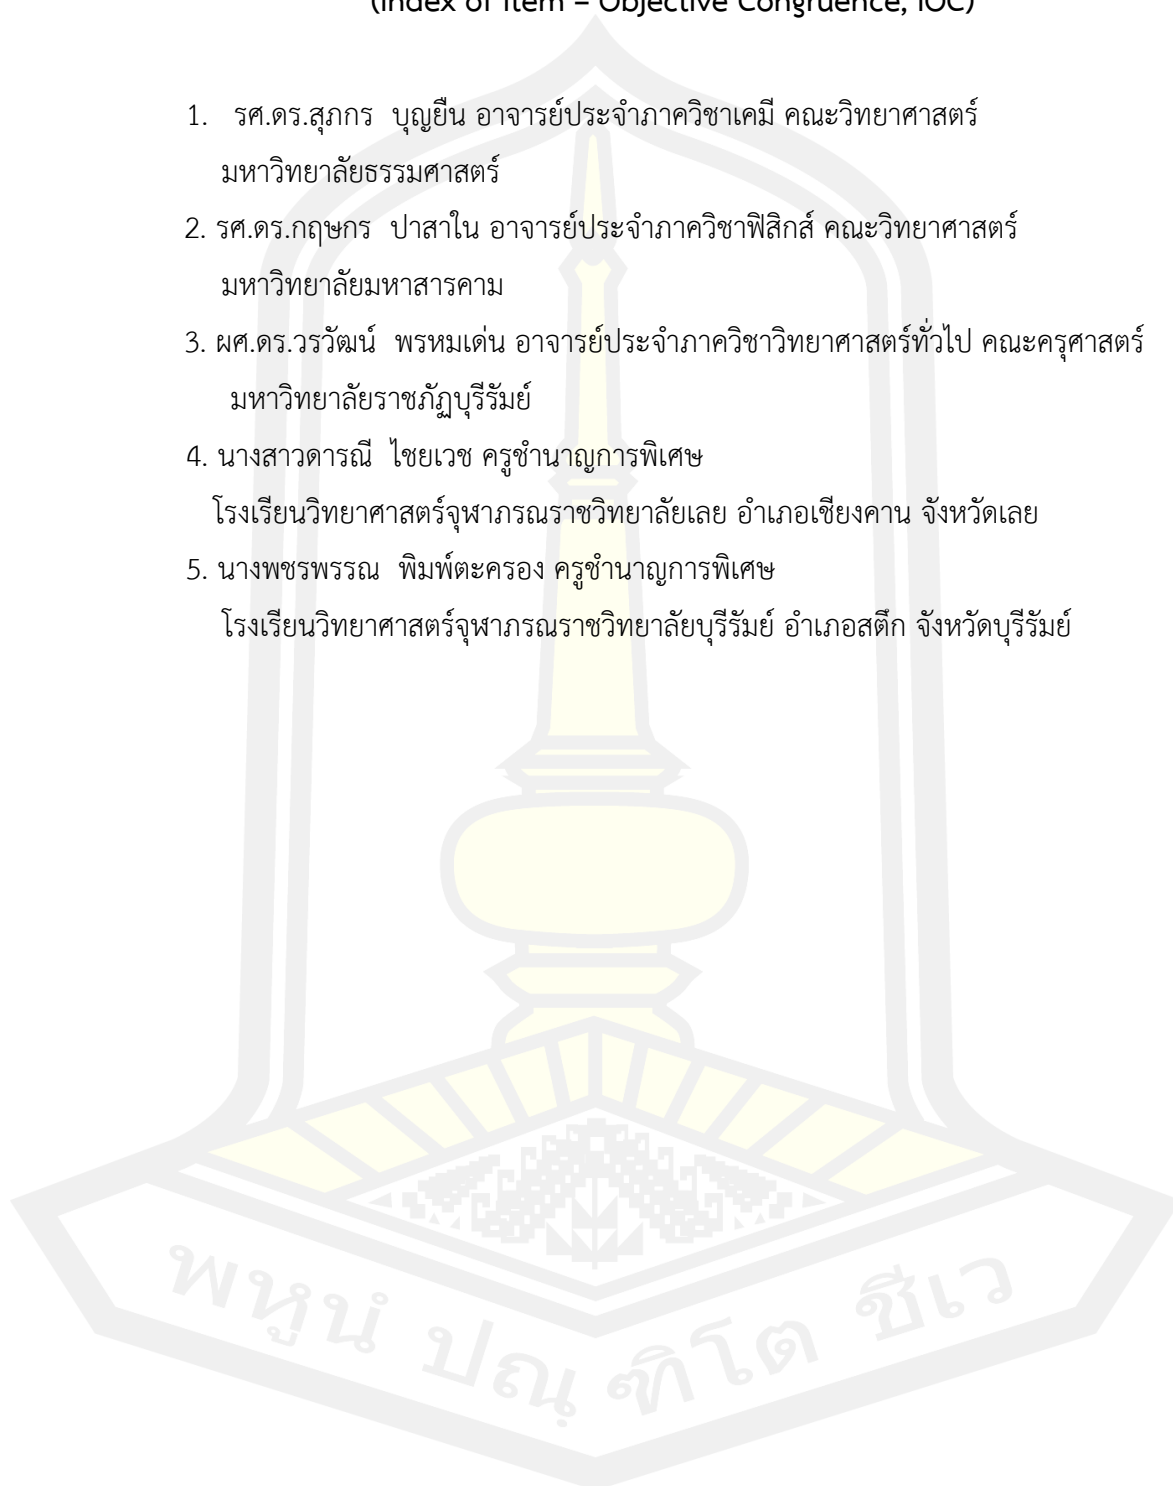 (Index of Item – Objective Congruence, IOC)
1. รศ.ดร.สุภกร บุญยืน อาจารย์ประจำภาควิชาเคมี คณะวิทยาศาสตร์
มหาวิทยาลัยธรรมศาสตร์
2. รศ.ดร.กฤษกร ปาสาใน อาจารย์ประจำภาควิชาฟิสิกส์ คณะวิทยาศาสตร์
มหาวิทยาลัยมหาสารคาม
3. ผศ.ดร.วรวัฒน์ พรหมเด่น อาจารย์ประจำภาควิชาวิทยาศาสตร์ทั่วไป คณะครุศาสตร์
มหาวิทยาลัยราชภัฏบุรีรัมย์
4. นางสาวดารณี ไชยเวช ครูชำนาญการพิเศษ
โรงเรียนวิทยาศาสตร์จุฬาภรณราชวิทยาลัยเลย อำเภอเชียงคาน จังหวัดเลย
5. นางพชรพรรณ พิมพ์ตะครอง ครูชำนาญการพิเศษ
โรงเรียนวิทยาศาสตร์จุฬาภรณราชวิทยาลัยบุรีรัมย์ อำเภอสตึก จังหวัดบุรีรัมย์
พหูนํ ปณฺฑิโต ชีเว